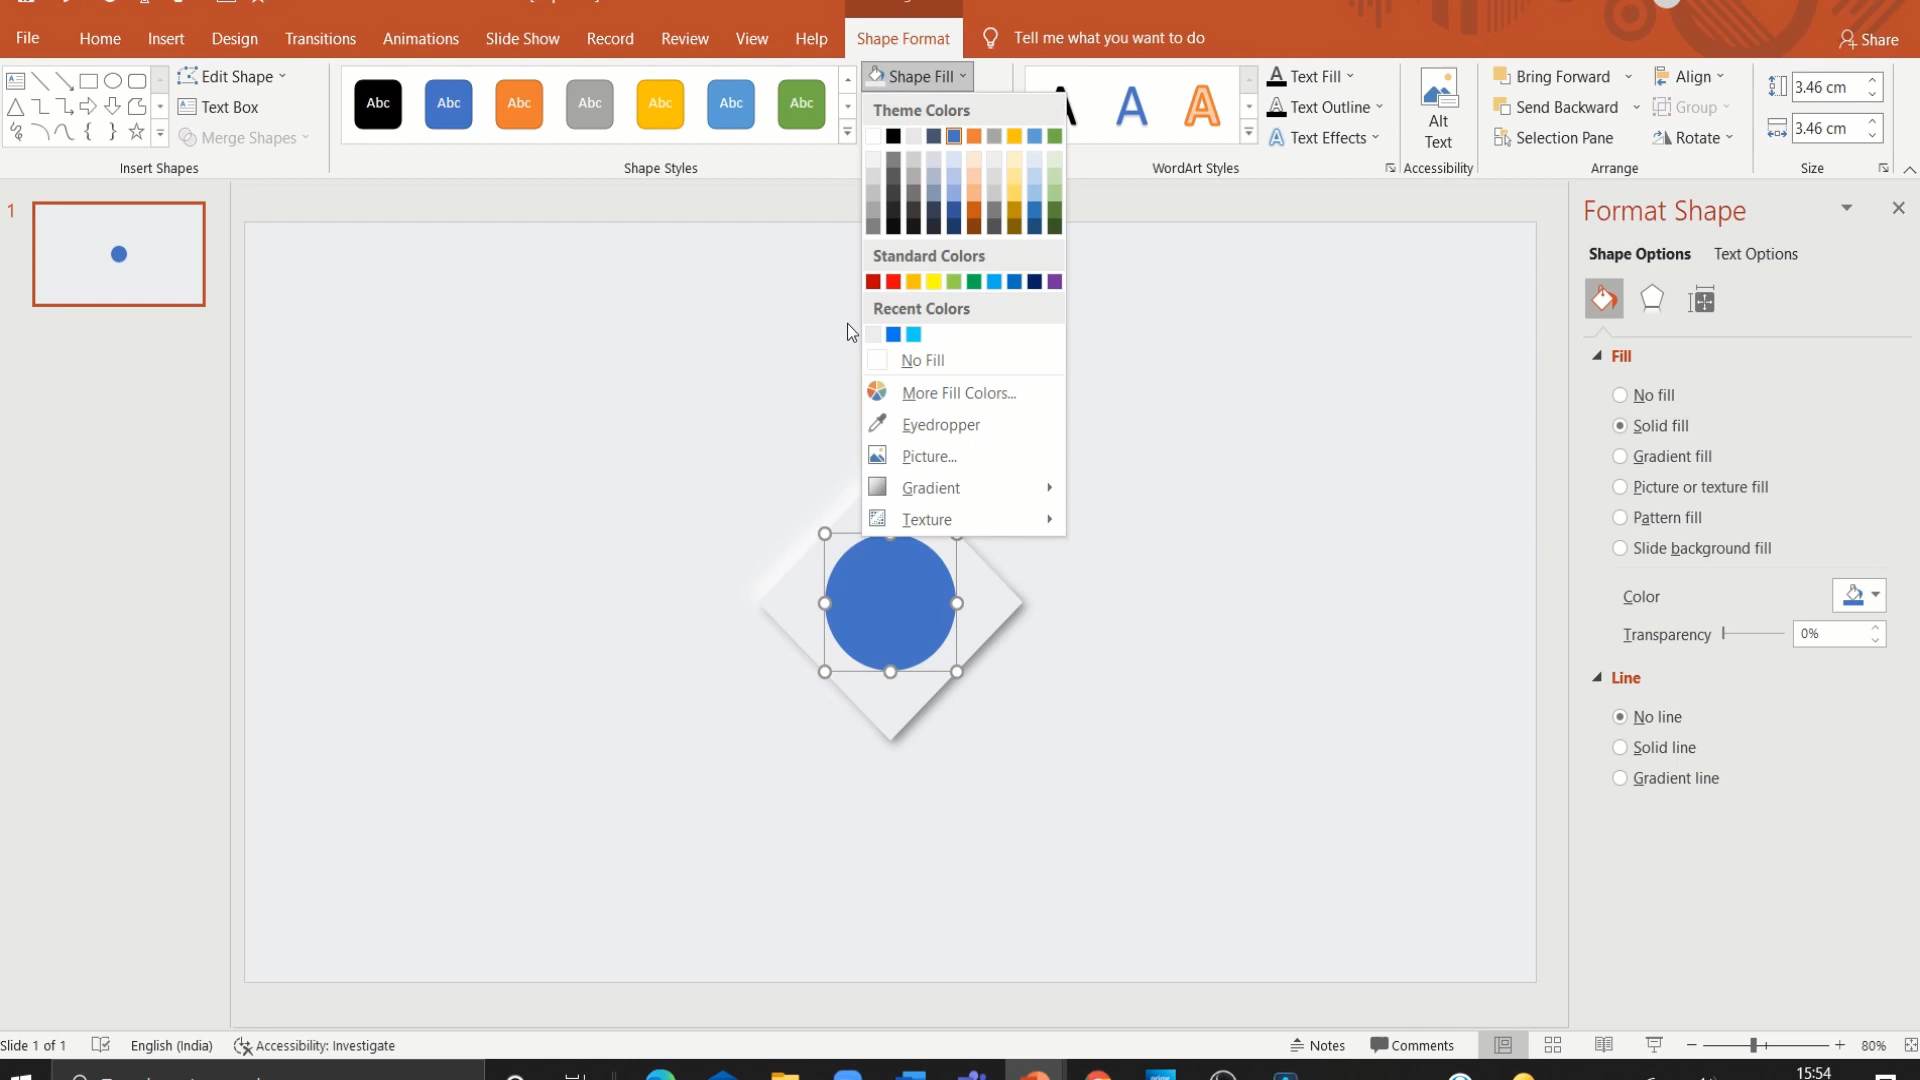 File Home Insert Design Transitions Animations Slide Show Record Review View Help Shape Format Tell me what you want to do Share
Edit Shape
Text Box
Merge Shapes
Insert Shapes
Abc Abc Abc Abc Abc Abc Abc
Shape Styles
Shape Fill
Theme Colors
Standard Colors
Recent Colors
No Fill
More Fill Colors...
Eyedropper
Picture...
Gradient
Texture
A A A
WordArt Styles
Text Fill
Text Outline
Text Effects
Alt
Text
Accessibility
Bring Forward
Send Backward
Selection Pane
Align
Group
Rotate
Arrange
3.46 cm
3.46 cm
Size
1
Format Shape
Shape Options Text Options
Fill
No fill
Solid fill
Gradient fill
Picture or texture fill
Pattern fill
Slide background fill
Color
Transparency 0%
Line
No line
Solid line
Gradient line
Slide 1 of 1 English (India) Accessibility: Investigate Notes Comments 80%
15:54